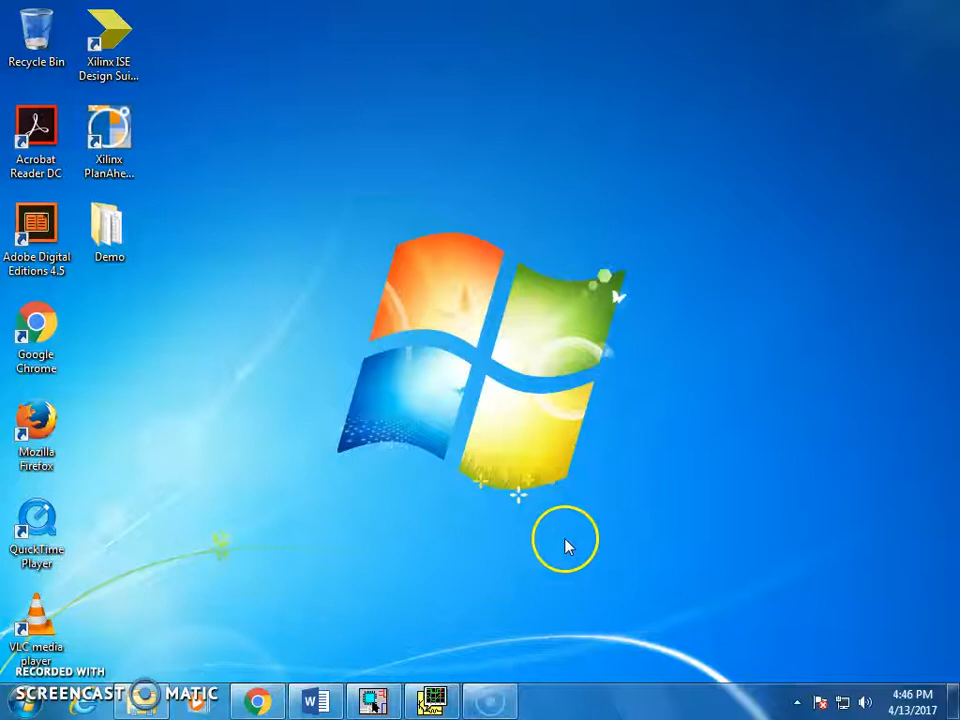 Recycle Bin
Xilinx ISE
Design Sui...
Acrobat
Reader DC
Xilinx
PlanAhe...
Adobe Digital
Editions 4.5
Demo
Google
Chrome
Mozilla
Firefox
QuickTime
Player
VLC media
player
RECORDED WITH
SCREENCAST MATIC
4:46 PM
4/13/2017